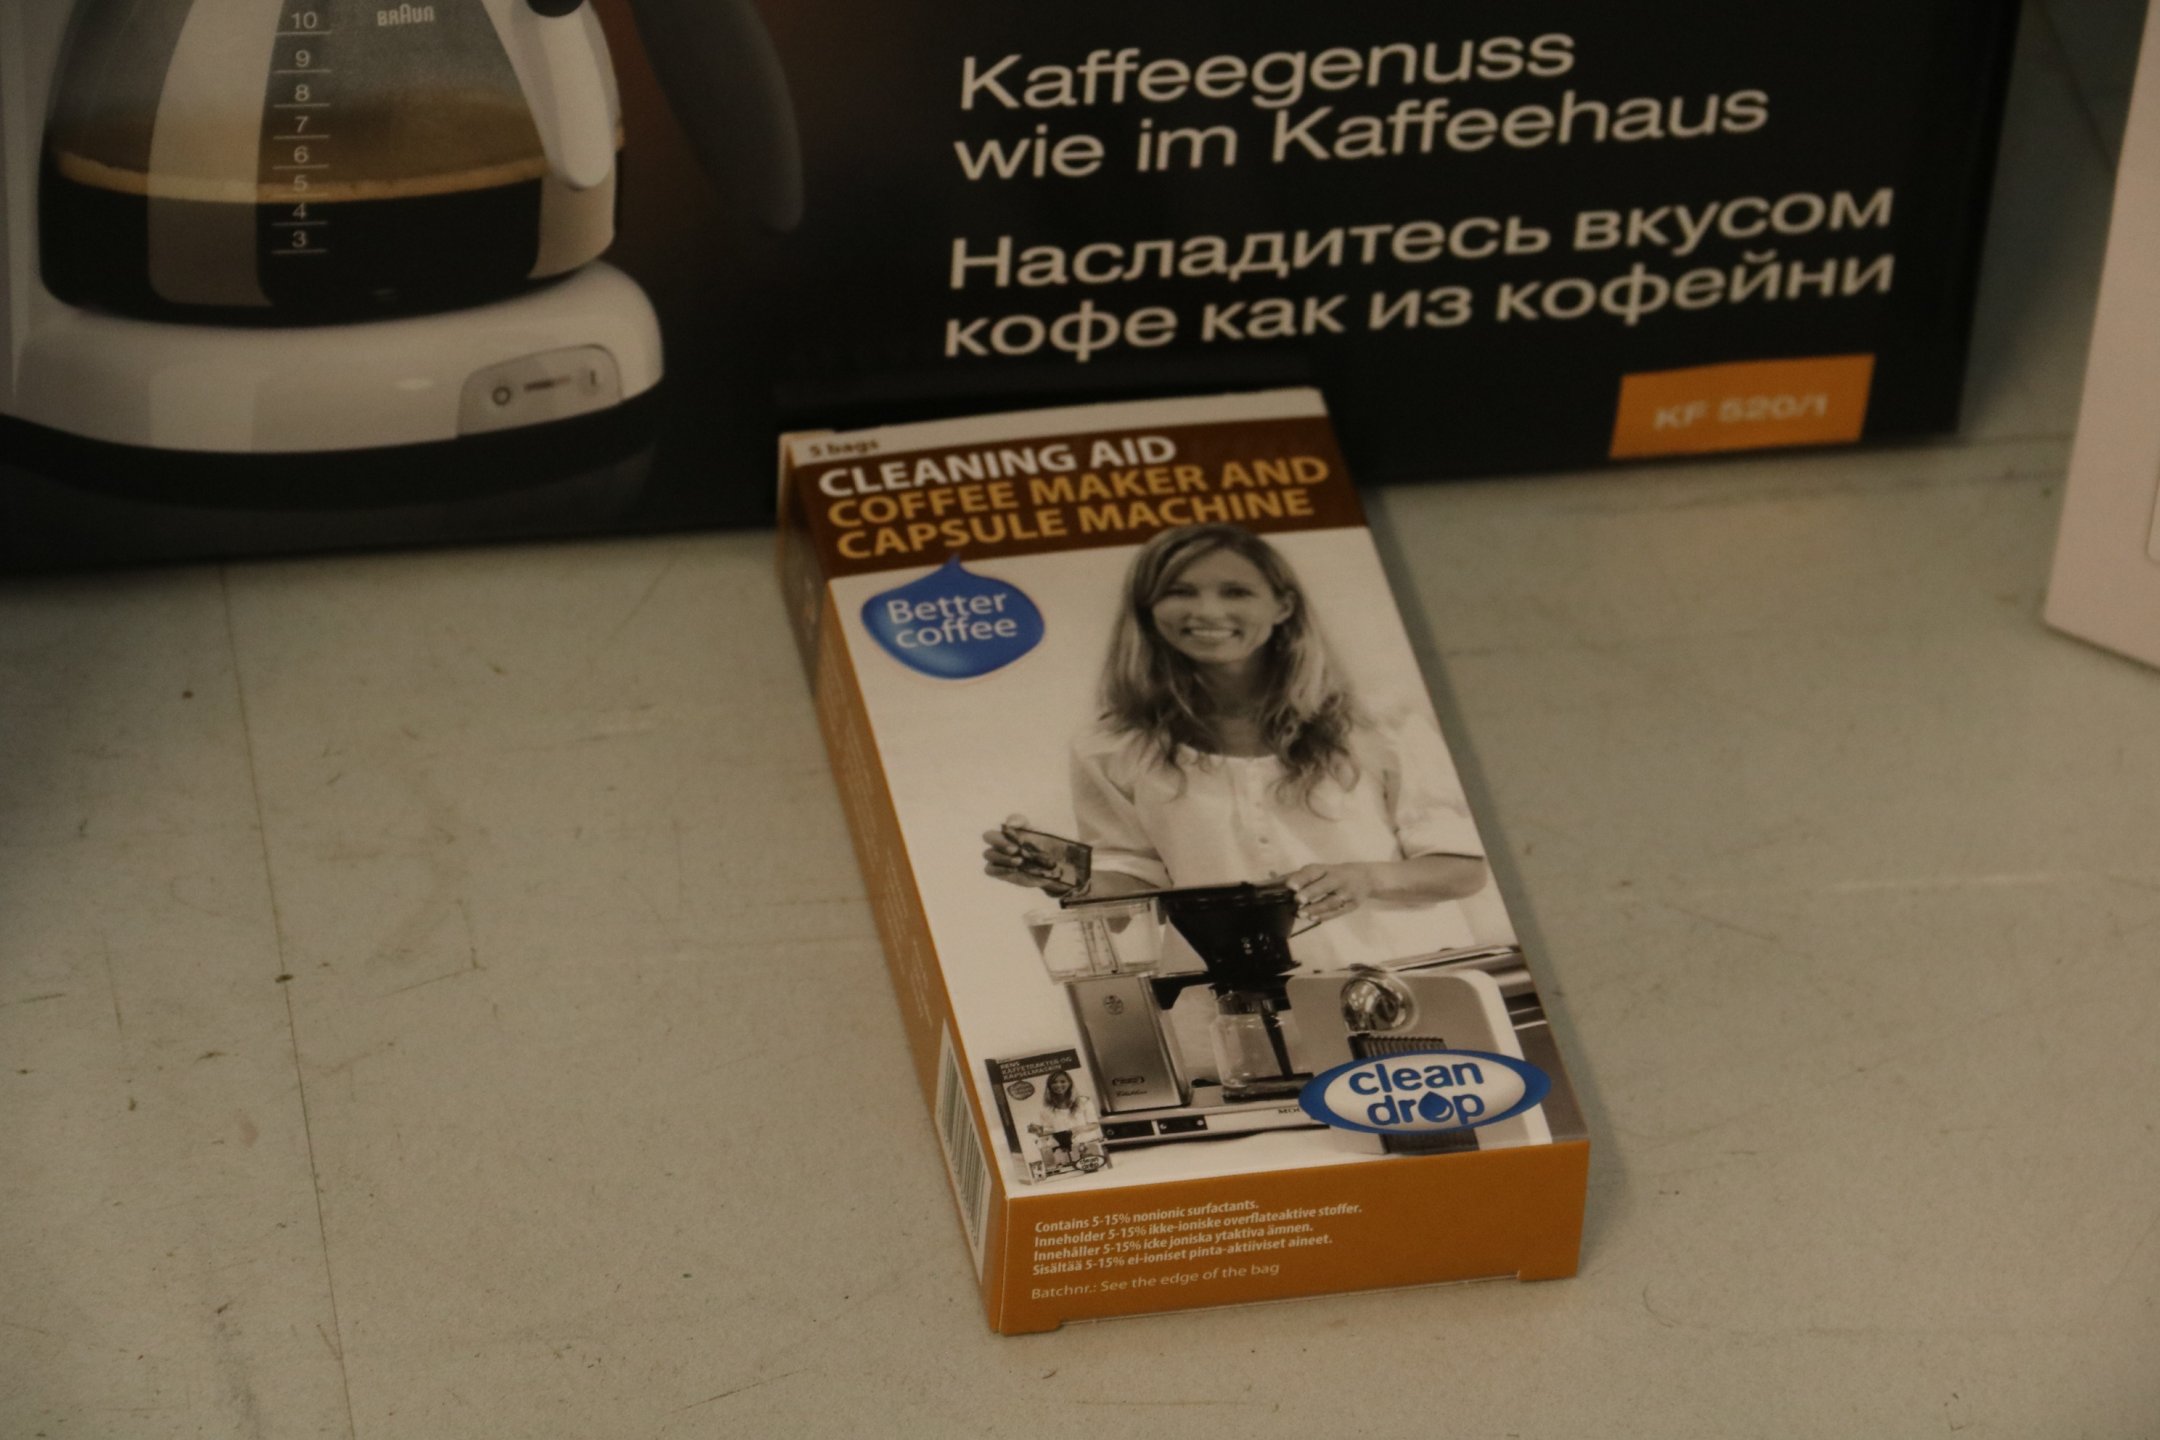 10
BRAUN
9
8
7
6
5
4
3
Kaffeegenuss
wie im Kaffeehaus
Насладитесь вкусом
кофе как из кофейни
KF 520/1
5 bags
CLEANING AID
COFFEE MAKER AND
CAPSULE MACHINE
Better
coffee
clean
drop
Contains 5-15% nonionic surfactants.
Inneholder 5-15% ikke-ioniske overflateaktive stoffer.
Innehåller 5-15% icke joniska ytaktiva ämnen.
Sisältää 5-15% ei-ioniset pinta-aktiiviset aineet.
Batchnr.: See the edge of the bag